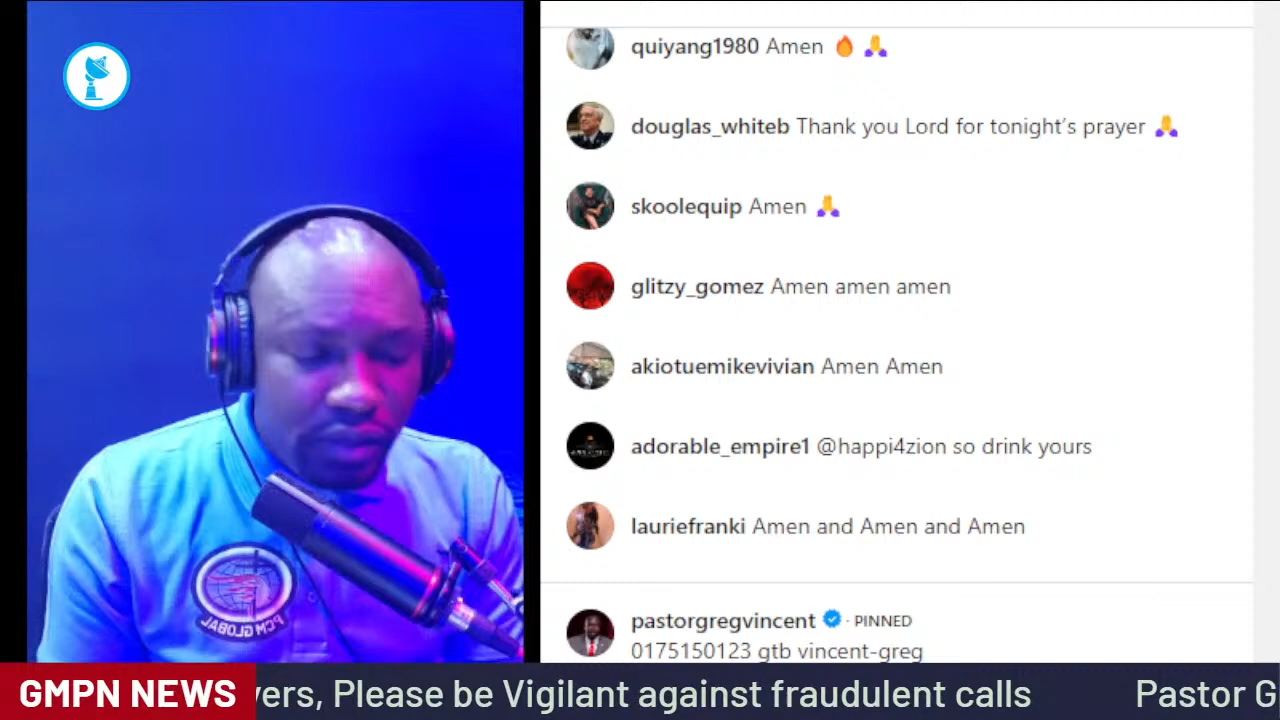 quiyang1980 Amen 🔥 🙏
douglas_whiteb Thank you Lord for tonight's prayer 🙏
skoolequip Amen 🙏
glitzy_gomez Amen amen amen
akiotuemikevivian Amen Amen
adorable_empire1 @happi4zion so drink yours
lauriefranki Amen and Amen and Amen
pastorgregvincent · PINNED
0175150123 gtb vincent-greg
PCM GLOBAL
GMPN NEWS
vers, Please be Vigilant against fraudulent calls
Pastor G